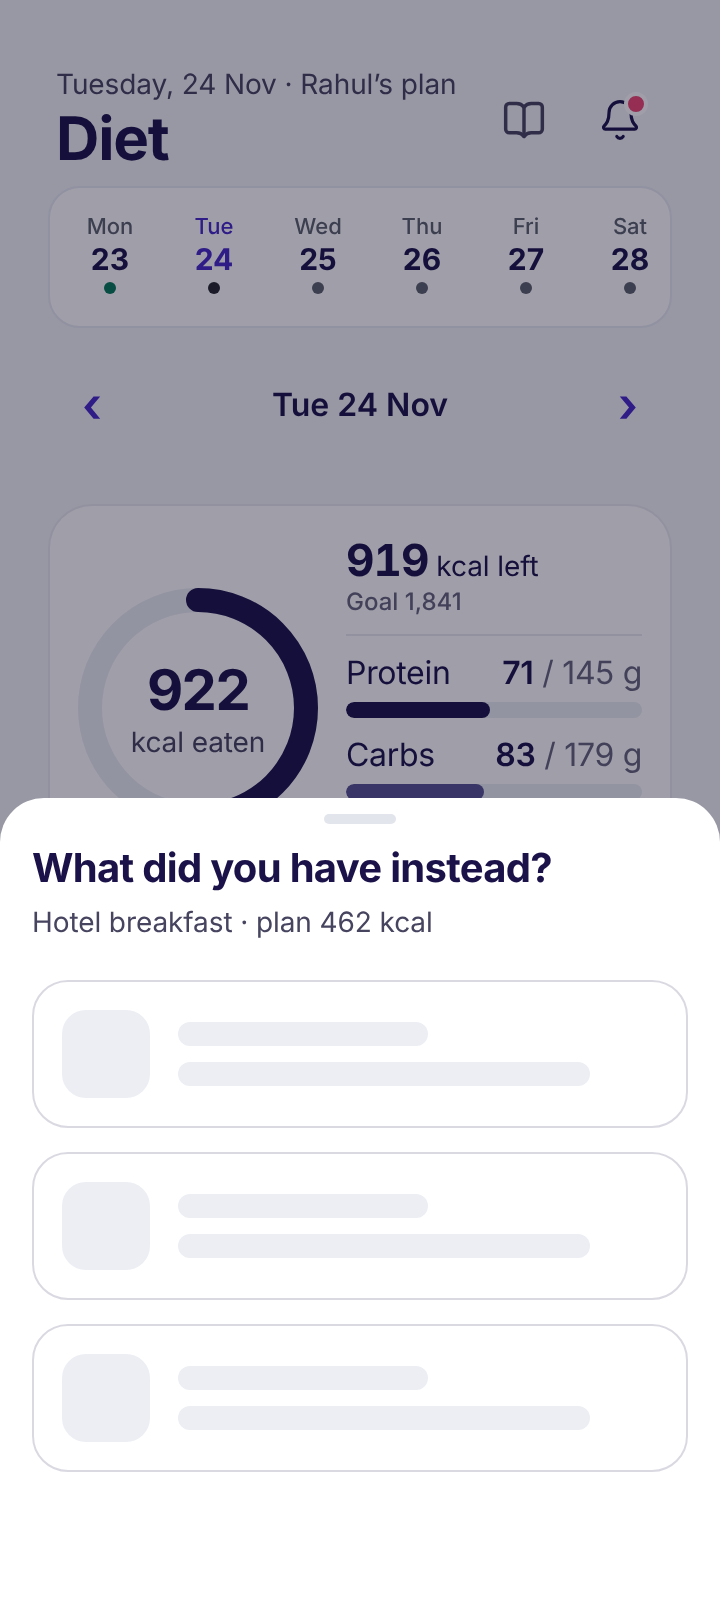 Tuesday, 24 Nov · Rahul’s plan
Diet
Mon Tue Wed Thu Fri Sat
23 24 25 26 27 28
‹ Tue 24 Nov ›
919 kcal left
Goal 1,841
922
kcal eaten
Protein 71 / 145 g
Carbs 83 / 179 g
What did you have instead?
Hotel breakfast · plan 462 kcal